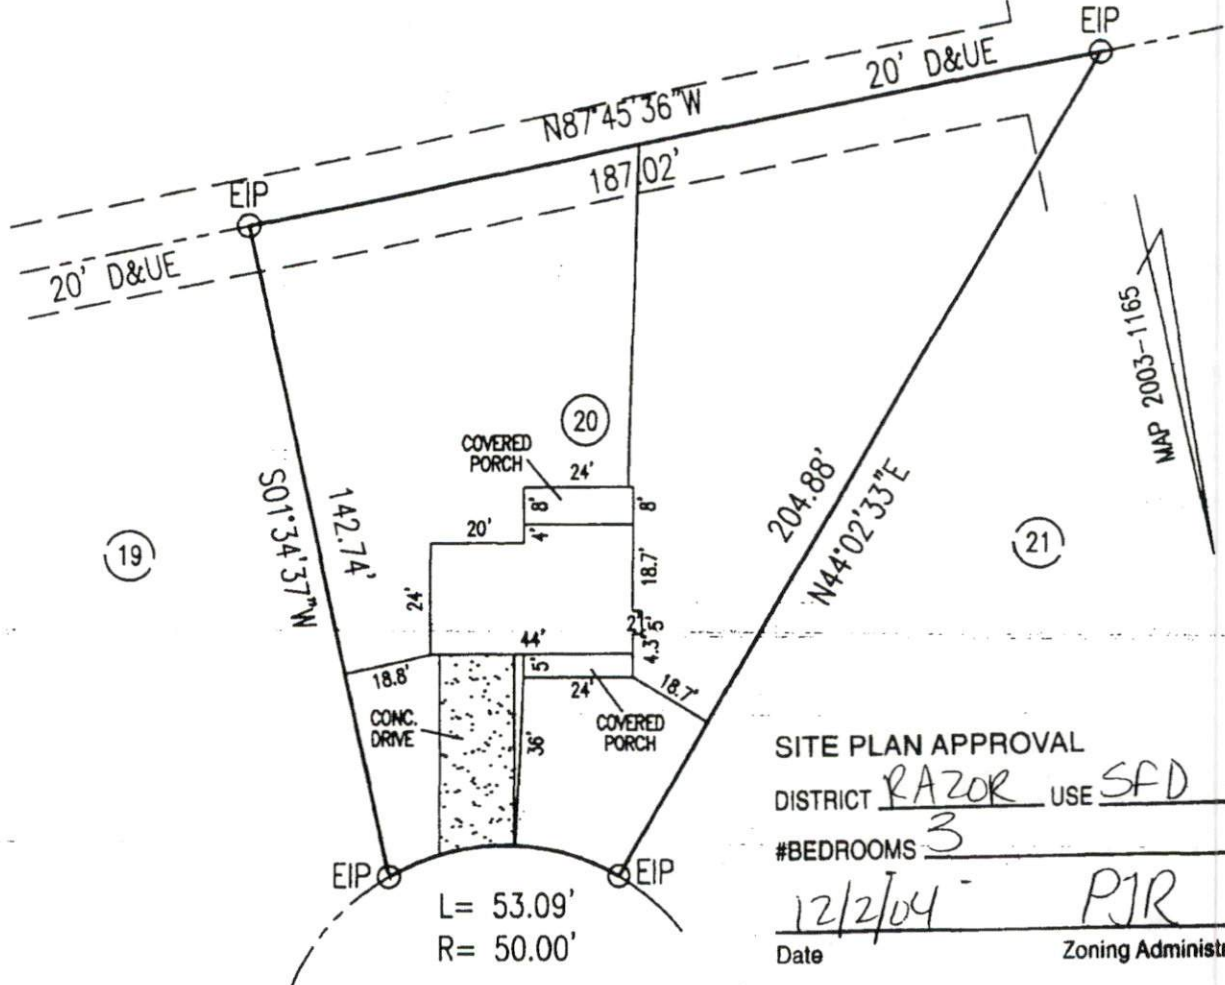 EIP
20' D&UE
N87°45'36"W
187.02'
EIP
20' D&UE
MAP 2003-1165
20
COVERED
PORCH
24'
8'
8'
4'
20'
18.7'
24'
2'
5'
4.3'
44'
5'
24'
18.8'
18.7'
S01°34'37"W
142.74'
204.88'
N44°02'33"E
19
21
CONC.
DRIVE
COVERED
PORCH
36'
EIP
EIP
L= 53.09'
R= 50.00'
SITE PLAN APPROVAL
DISTRICT RAZOR USE SFD
#BEDROOMS 3
12/2/04 PJR
Date Zoning Administ